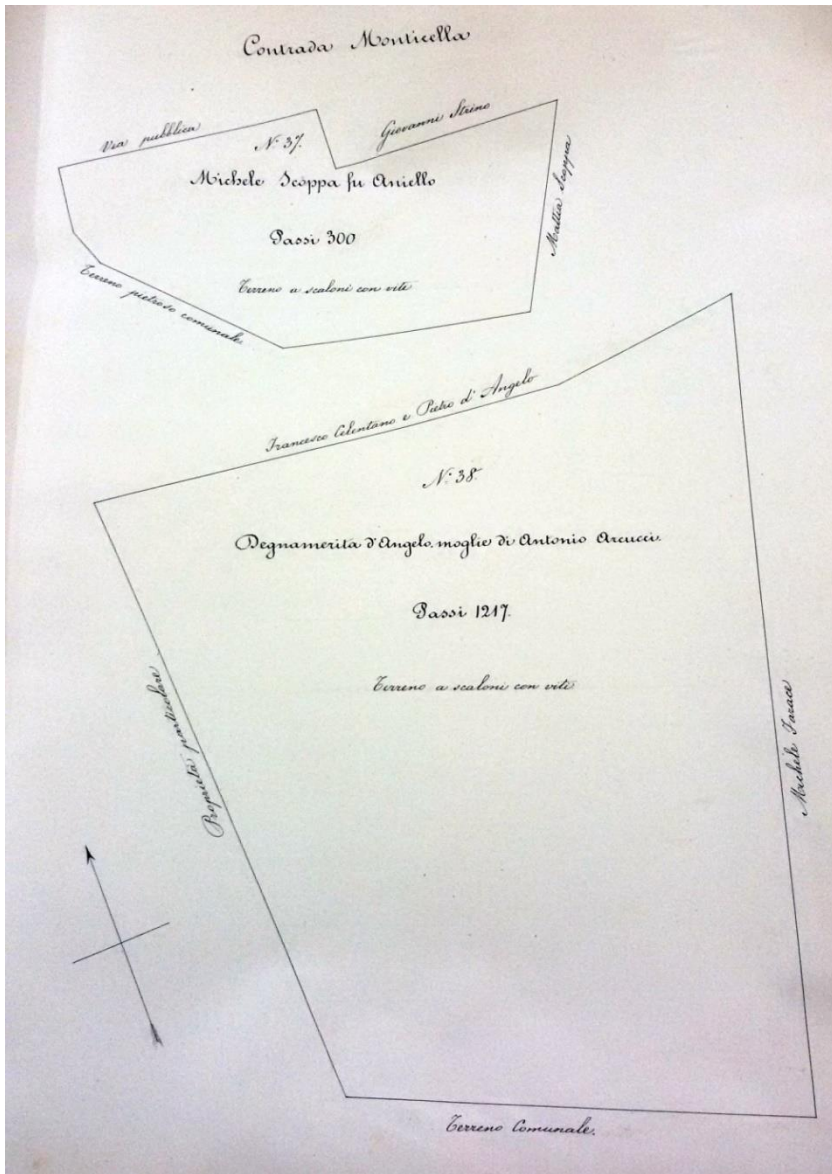 Contrada Monticella
Via pubblica
N.º 37.
Giovanni Strino
Michele Scoppa fu Aniello
Mattia Scoppa
Passi 300
Terreno a scaloni con viti
Terreno pietroso comunale.
Francesco Celentano e Pietro d'Angelo
N.º 38.
Degnamerita d'Angelo, moglie di Antonio Arcucci.
Passi 1217.
Terreno a scaloni con viti
Proprietà particolare
Michele Farace
Terreno Comunale.